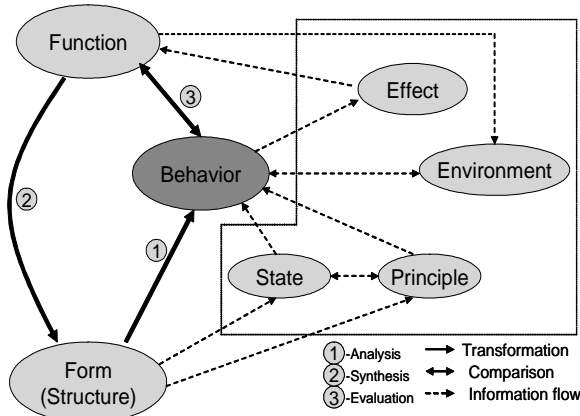 Function
Effect
3
Behavior
Environment
2
1
State
Principle
Form
(Structure)
1-Analysis
Transformation
2-Synthesis
Comparison
3-Evaluation
Information flow